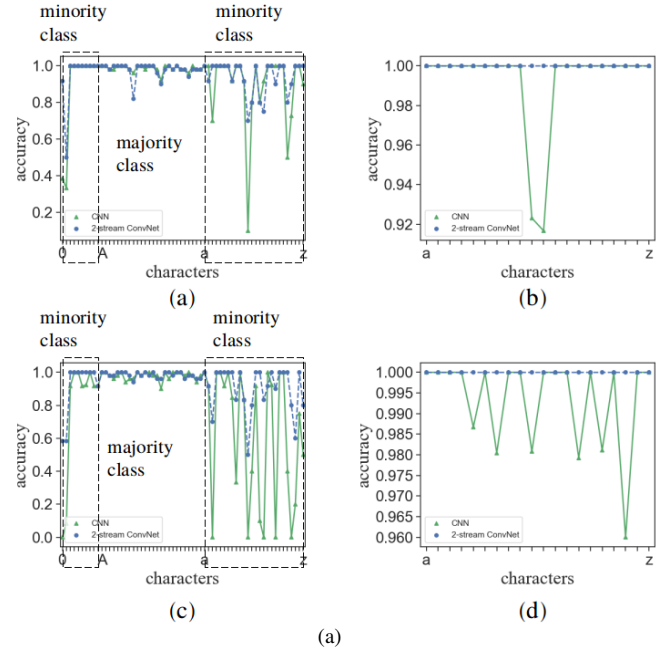 minority
class
minority
class
1.0
0.8
0.6
0.4
0.2
accuracy
majority
class
CNN
2-stream ConvNet
0
A
a
z
characters
(a)
1.00
0.98
0.96
0.94
0.92
accuracy
CNN
2-stream ConvNet
a
z
characters
(b)
minority
class
minority
class
1.0
0.8
0.6
0.4
0.2
0.0
accuracy
majority
class
CNN
2-stream ConvNet
0
A
a
z
characters
(c)
1.000
0.995
0.990
0.985
0.980
0.975
0.970
0.965
0.960
accuracy
CNN
2-stream ConvNet
a
z
characters
(d)
(a)